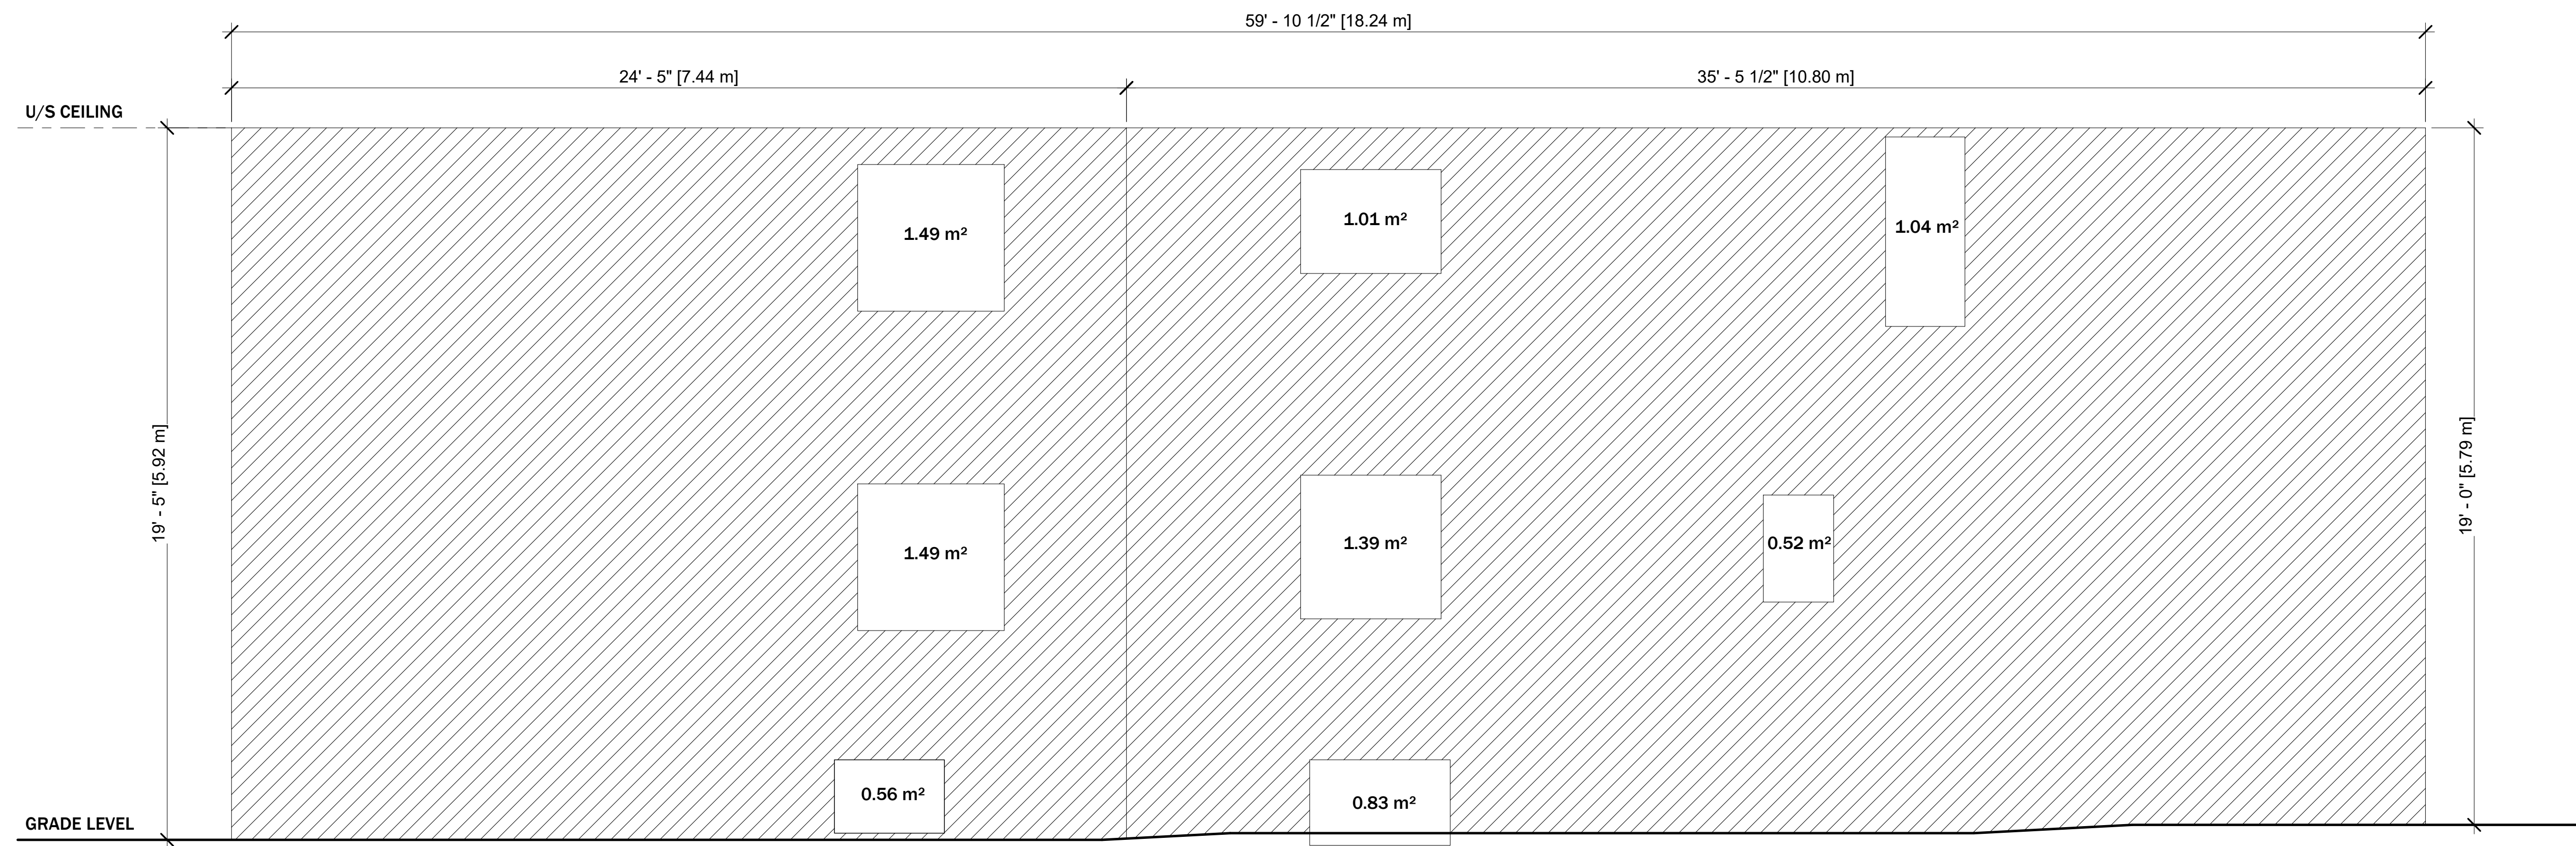 59' - 10 1/2" [18.24 m]
24' - 5" [7.44 m]
35' - 5 1/2" [10.80 m]
U/S CEILING
1.49 m²
1.01 m²
1.04 m²
19' - 5" [5.92 m]
19' - 0" [5.79 m]
1.49 m²
1.39 m²
0.52 m²
0.56 m²
0.83 m²
GRADE LEVEL